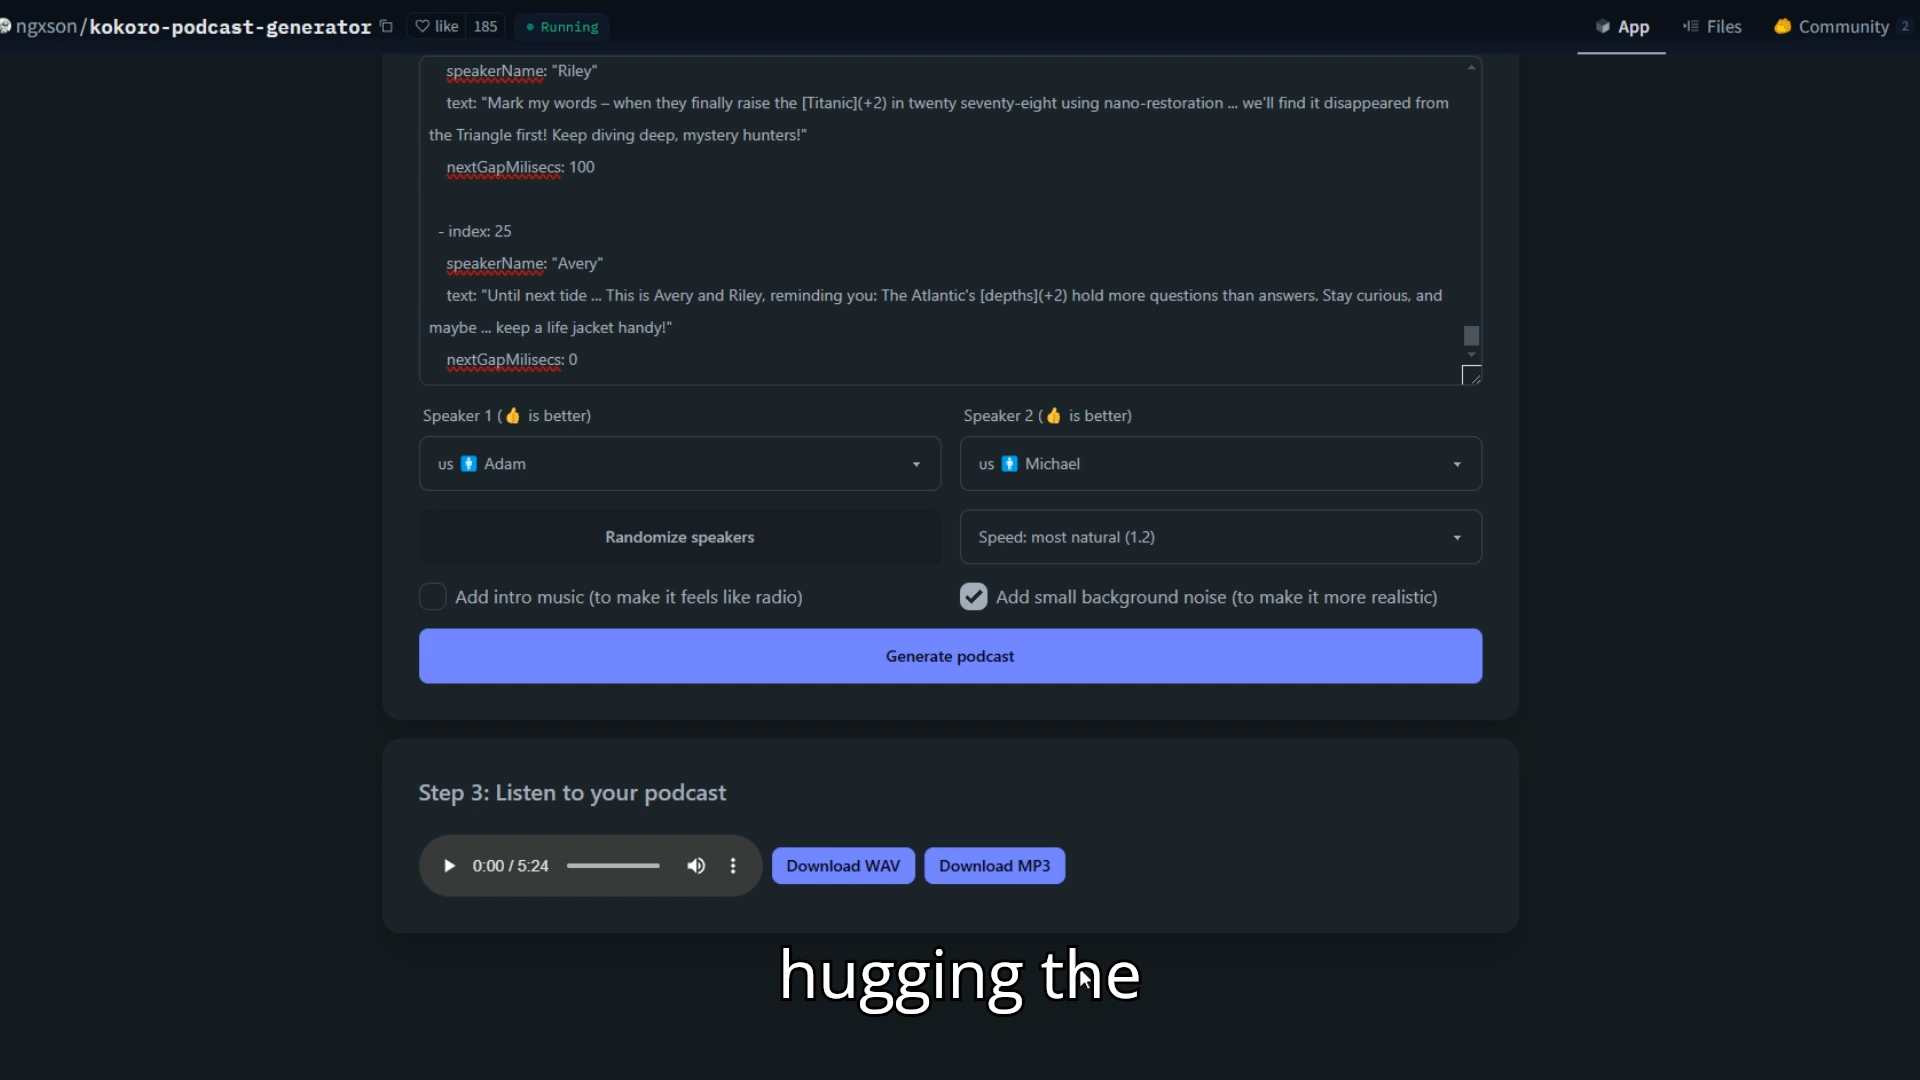 ngxson/kokoro-podcast-generator like 185 Running App Files Community 2
speakerName: "Riley"
text: "Mark my words – when they finally raise the [Titanic](+2) in twenty seventy-eight using nano-restoration ... we'll find it disappeared from
the Triangle first! Keep diving deep, mystery hunters!"
nextGapMilisecs: 100
- index: 25
speakerName: "Avery"
text: "Until next tide ... This is Avery and Riley, reminding you: The Atlantic's [depths](+2) hold more questions than answers. Stay curious, and
maybe ... keep a life jacket handy!"
nextGapMilisecs: 0
Speaker 1 (👍 is better) Speaker 2 (👍 is better)
us 🚹 Adam us 🚹 Michael
Randomize speakers Speed: most natural (1.2)
Add intro music (to make it feels like radio) Add small background noise (to make it more realistic)
Generate podcast
Step 3: Listen to your podcast
0:00 / 5:24 Download WAV Download MP3
hugging the